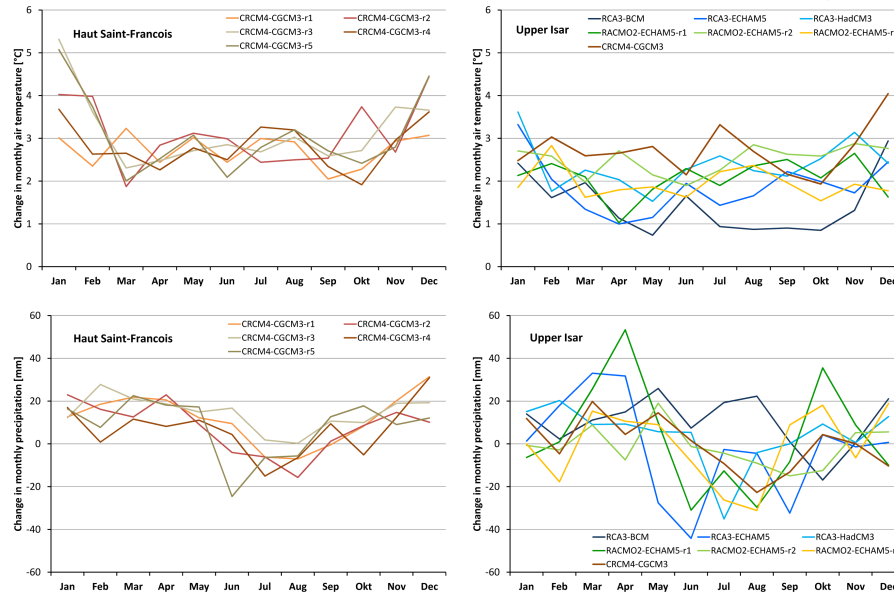 Haut Saint-Francois
CRCM4-CGCM3-r1 CRCM4-CGCM3-r2
CRCM4-CGCM3-r3 CRCM4-CGCM3-r4
CRCM4-CGCM3-r5
Change in monthly air temperature [°C]
6
5
4
3
2
1
0
Jan Feb Mar Apr May Jun Jul Aug Sep Okt Nov Dec
Upper Isar
RCA3-BCM RCA3-ECHAM5 RCA3-HadCM3
RACMO2-ECHAM5-r1 RACMO2-ECHAM5-r2 RACMO2-ECHAM5-r
CRCM4-CGCM3
Change in monthly air temperature [°C]
6
5
4
3
2
1
0
Jan Feb Mar Apr May Jun Jul Aug Sep Okt Nov Dec
Haut Saint-Francois
CRCM4-CGCM3-r1 CRCM4-CGCM3-r2
CRCM4-CGCM3-r3 CRCM4-CGCM3-r4
CRCM4-CGCM3-r5
Change in monthly precipitation [mm]
60
40
20
0
-20
-40
-60
Jan Feb Mar Apr May Jun Jul Aug Sep Okt Nov Dec
Upper Isar
Change in monthly precipitation [mm]
60
40
20
0
-20
-40
-60
RCA3-BCM RCA3-ECHAM5 RCA3-HadCM3
RACMO2-ECHAM5-r1 RACMO2-ECHAM5-r2 RACMO2-ECHAM5-r
CRCM4-CGCM3
Jan Feb Mar Apr May Jun Jul Aug Sep Okt Nov Dec